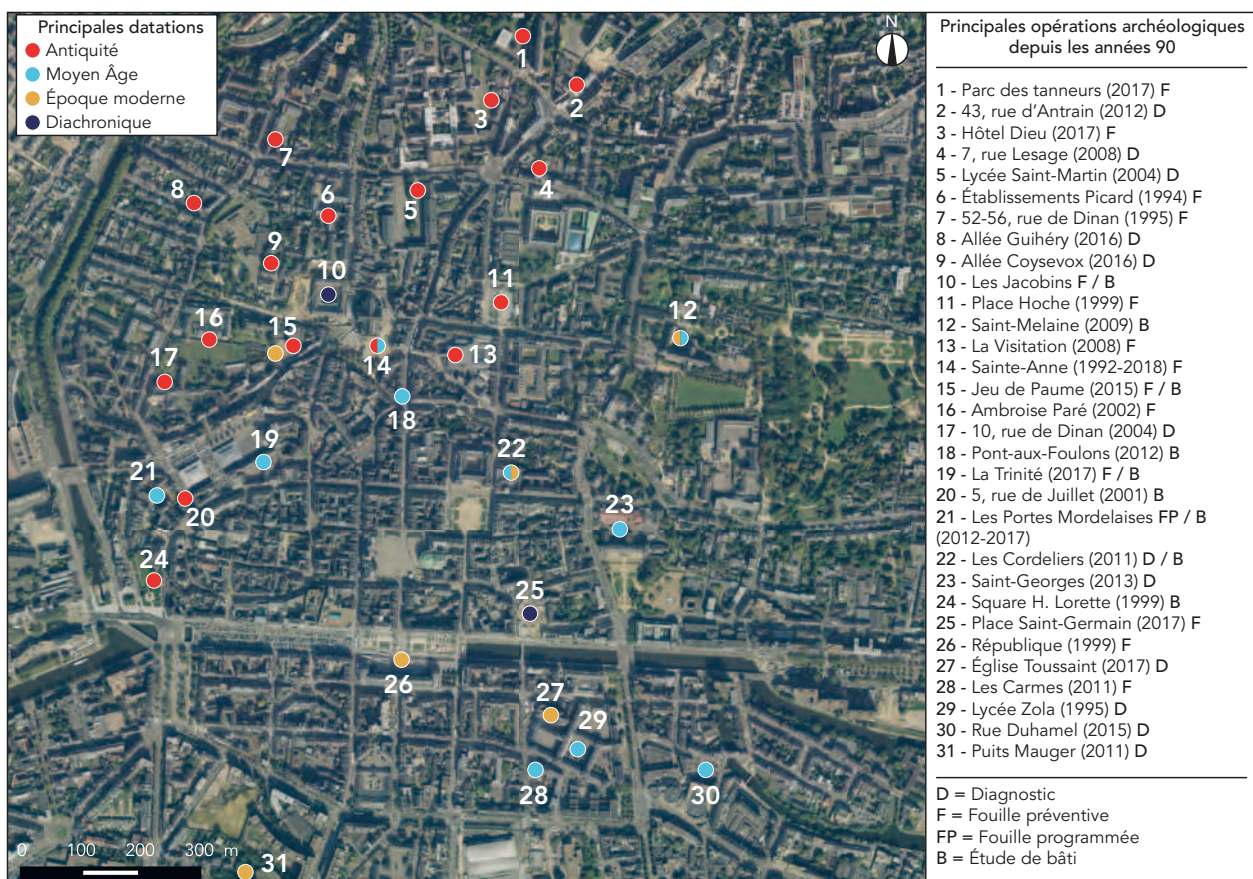 Principales datations
Antiquité
Moyen Âge
Époque moderne
Diachronique
N
1
2
3
7
4
5
8
6
9
10
11
12
16
15
14
13
17
18
19
22
21
20
23
24
25
26
27
29
28
30
0 100 200 300 m
31
Principales opérations archéologiques
depuis les années 90
1 - Parc des tanneurs (2017) F
2 - 43, rue d'Antrain (2012) D
3 - Hôtel Dieu (2017) F
4 - 7, rue Lesage (2008) D
5 - Lycée Saint-Martin (2004) D
6 - Établissements Picard (1994) F
7 - 52-56, rue de Dinan (1995) F
8 - Allée Guihéry (2016) D
9 - Allée Coysevox (2016) D
10 - Les Jacobins F / B
11 - Place Hoche (1999) F
12 - Saint-Melaine (2009) B
13 - La Visitation (2008) F
14 - Sainte-Anne (1992-2018) F
15 - Jeu de Paume (2015) F / B
16 - Ambroise Paré (2002) F
17 - 10, rue de Dinan (2004) D
18 - Pont-aux-Foulons (2012) B
19 - La Trinité (2017) F / B
20 - 5, rue de Juillet (2001) B
21 - Les Portes Mordelaises FP / B
(2012-2017)
22 - Les Cordeliers (2011) D / B
23 - Saint-Georges (2013) D
24 - Square H. Lorette (1999) B
25 - Place Saint-Germain (2017) F
26 - République (1999) F
27 - Église Toussaint (2017) D
28 - Les Carmes (2011) F
29 - Lycée Zola (1995) D
30 - Rue Duhamel (2015) D
31 - Puits Mauger (2011) D
D = Diagnostic
F = Fouille préventive
FP = Fouille programmée
B = Étude de bâti